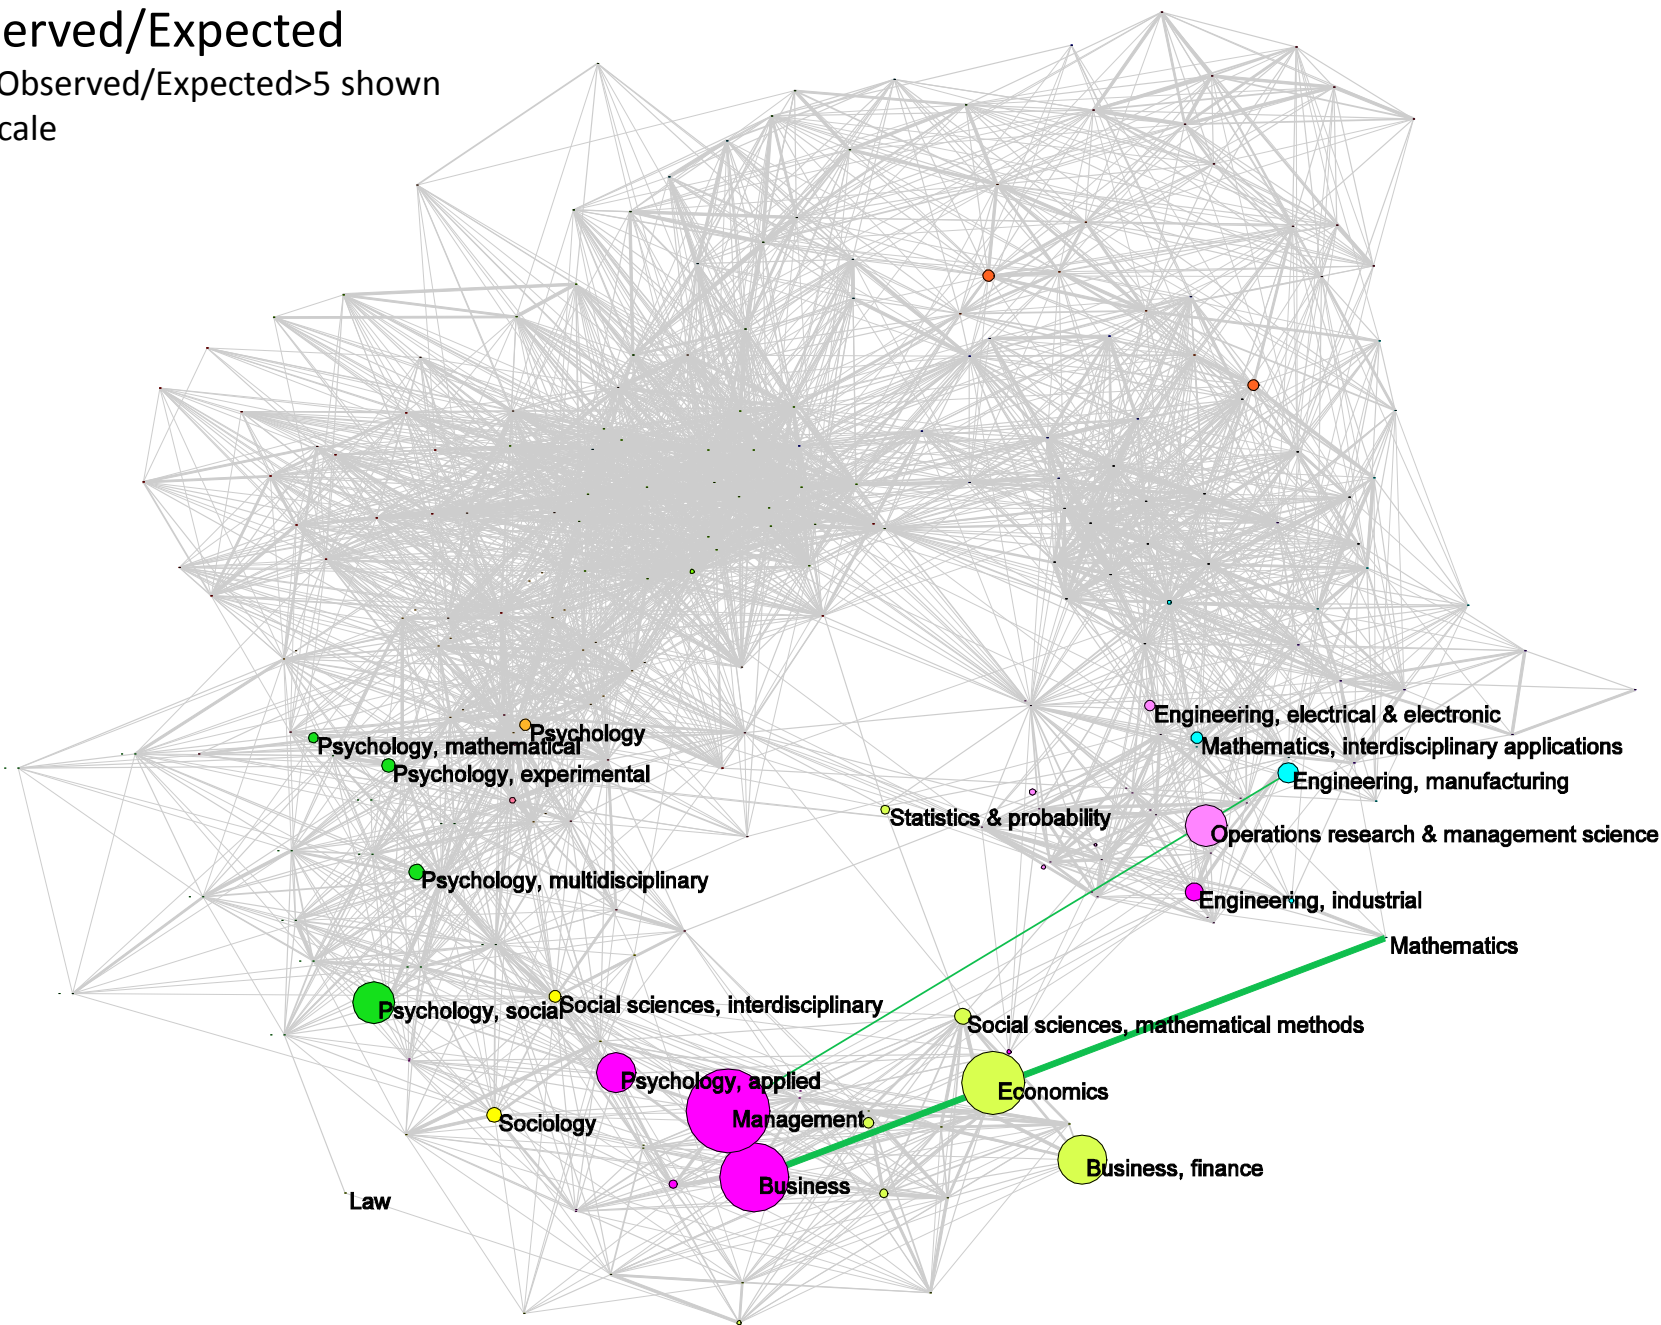 erved/Expected
Observed/Expected>5 shown
cale
Engineering, electrical & electronic
Psychology
Psychology, mathematical
Mathematics, interdisciplinary applications
Psychology, experimental
Engineering, manufacturing
Statistics & probability
Operations research & management science
Psychology, multidisciplinary
Engineering, industrial
Mathematics
Social sciences, interdisciplinary
Psychology, social
Social sciences, mathematical methods
Psychology, applied
Economics
Management
Sociology
Business, finance
Business
Law